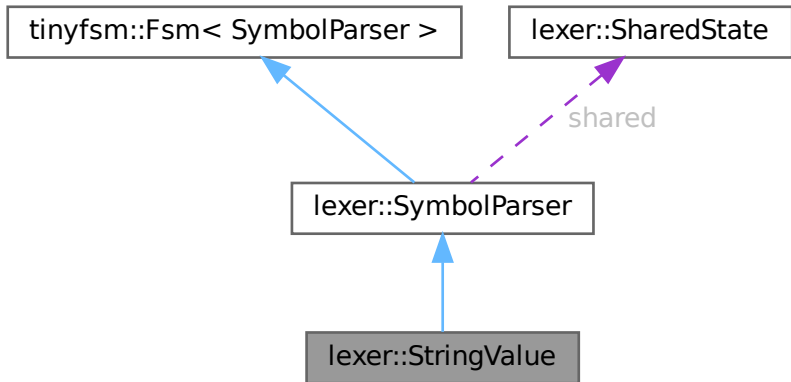 tinyfsm::Fsm< SymbolParser >
lexer::SharedState
shared
lexer::SymbolParser
lexer::StringValue